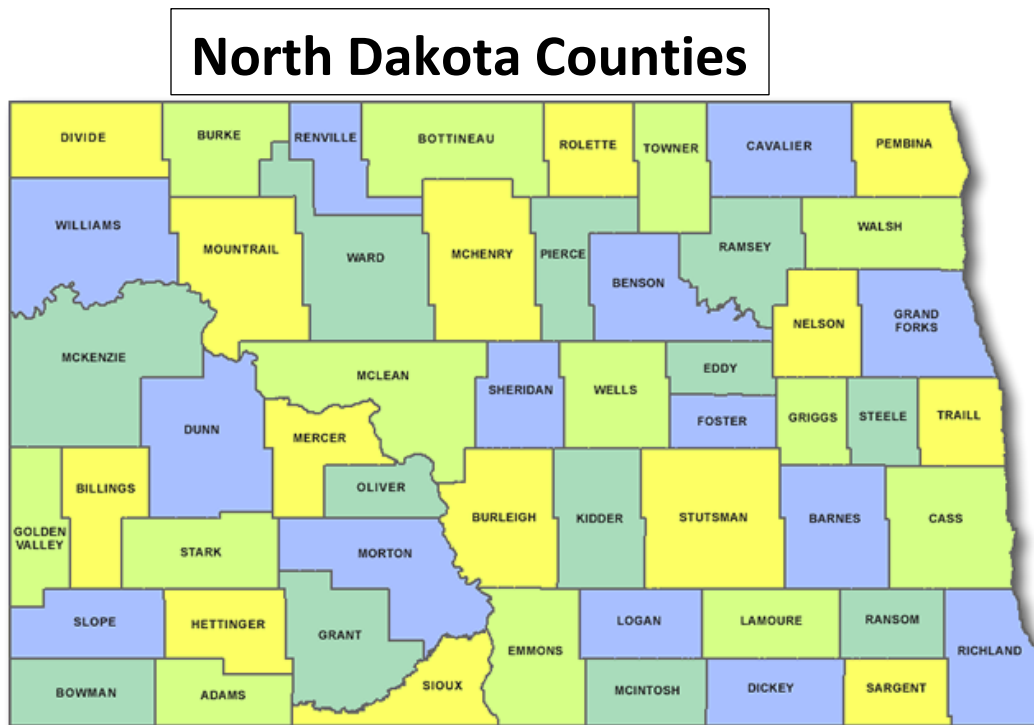 North Dakota Counties
DIVIDE
BURKE
RENVILLE
BOTTINEAU
ROLETTE
TOWNER
CAVALIER
PEMBINA
WILLIAMS
MOUNTRAIL
WARD
MCHENRY
PIERCE
BENSON
RAMSEY
WALSH
NELSON
GRAND
FORKS
MCKENZIE
DUNN
MCLEAN
MERCER
OLIVER
SHERIDAN
WELLS
EDDY
FOSTER
GRIGGS
STEELE
TRAILL
GOLDEN
VALLEY
BILLINGS
STARK
MORTON
BURLEIGH
KIDDER
STUTSMAN
BARNES
CASS
SLOPE
HETTINGER
GRANT
EMMONS
LOGAN
LAMOURE
RANSOM
RICHLAND
BOWMAN
ADAMS
SIOUX
MCINTOSH
DICKEY
SARGENT